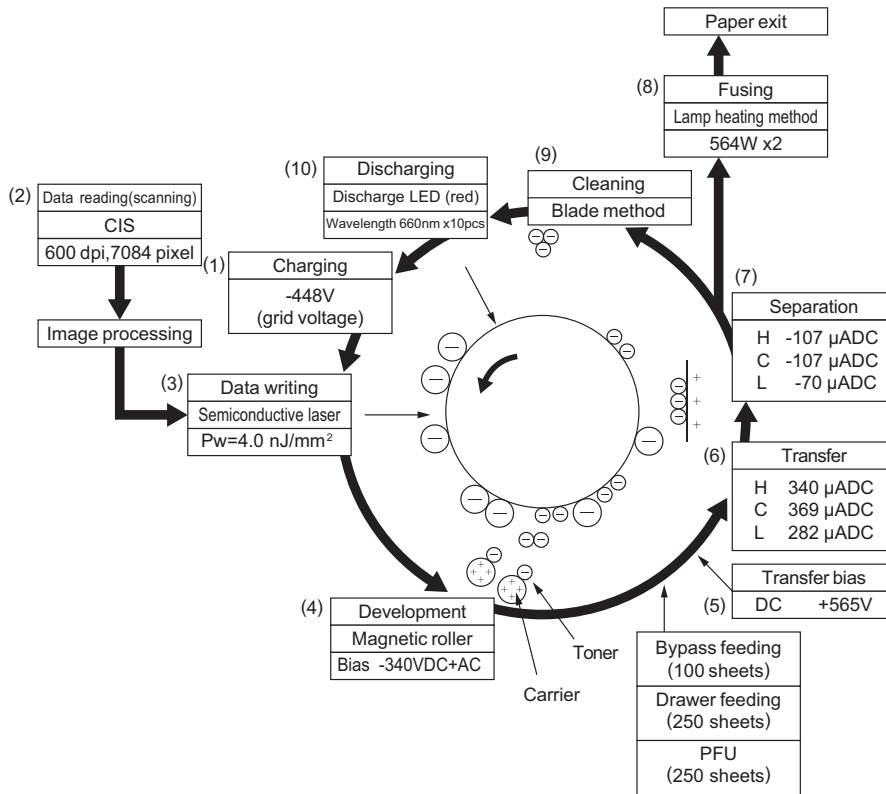 Paper exit
(8)
Fusing
Lamp heating method
564W x2
(9)
Cleaning
Blade method
(10)
Discharging
Discharge LED (red)
Wavelength 660nm x10pcs
(2)
Data reading(scanning)
CIS
600 dpi,7084 pixel
Image processing
(1)
Charging
-448V
(grid voltage)
(3)
Data writing
Semiconductive laser
Pw=4.0 nJ/mm²
(7)
Separation
H -107 µADC
C -107 µADC
L -70 µADC
(6)
Transfer
H 340 µADC
C 369 µADC
L 282 µADC
(5)
Transfer bias
DC +565V
(4)
Development
Magnetic roller
Bias -340VDC+AC
Toner
Carrier
Bypass feeding
(100 sheets)
Drawer feeding
(250 sheets)
PFU
(250 sheets)